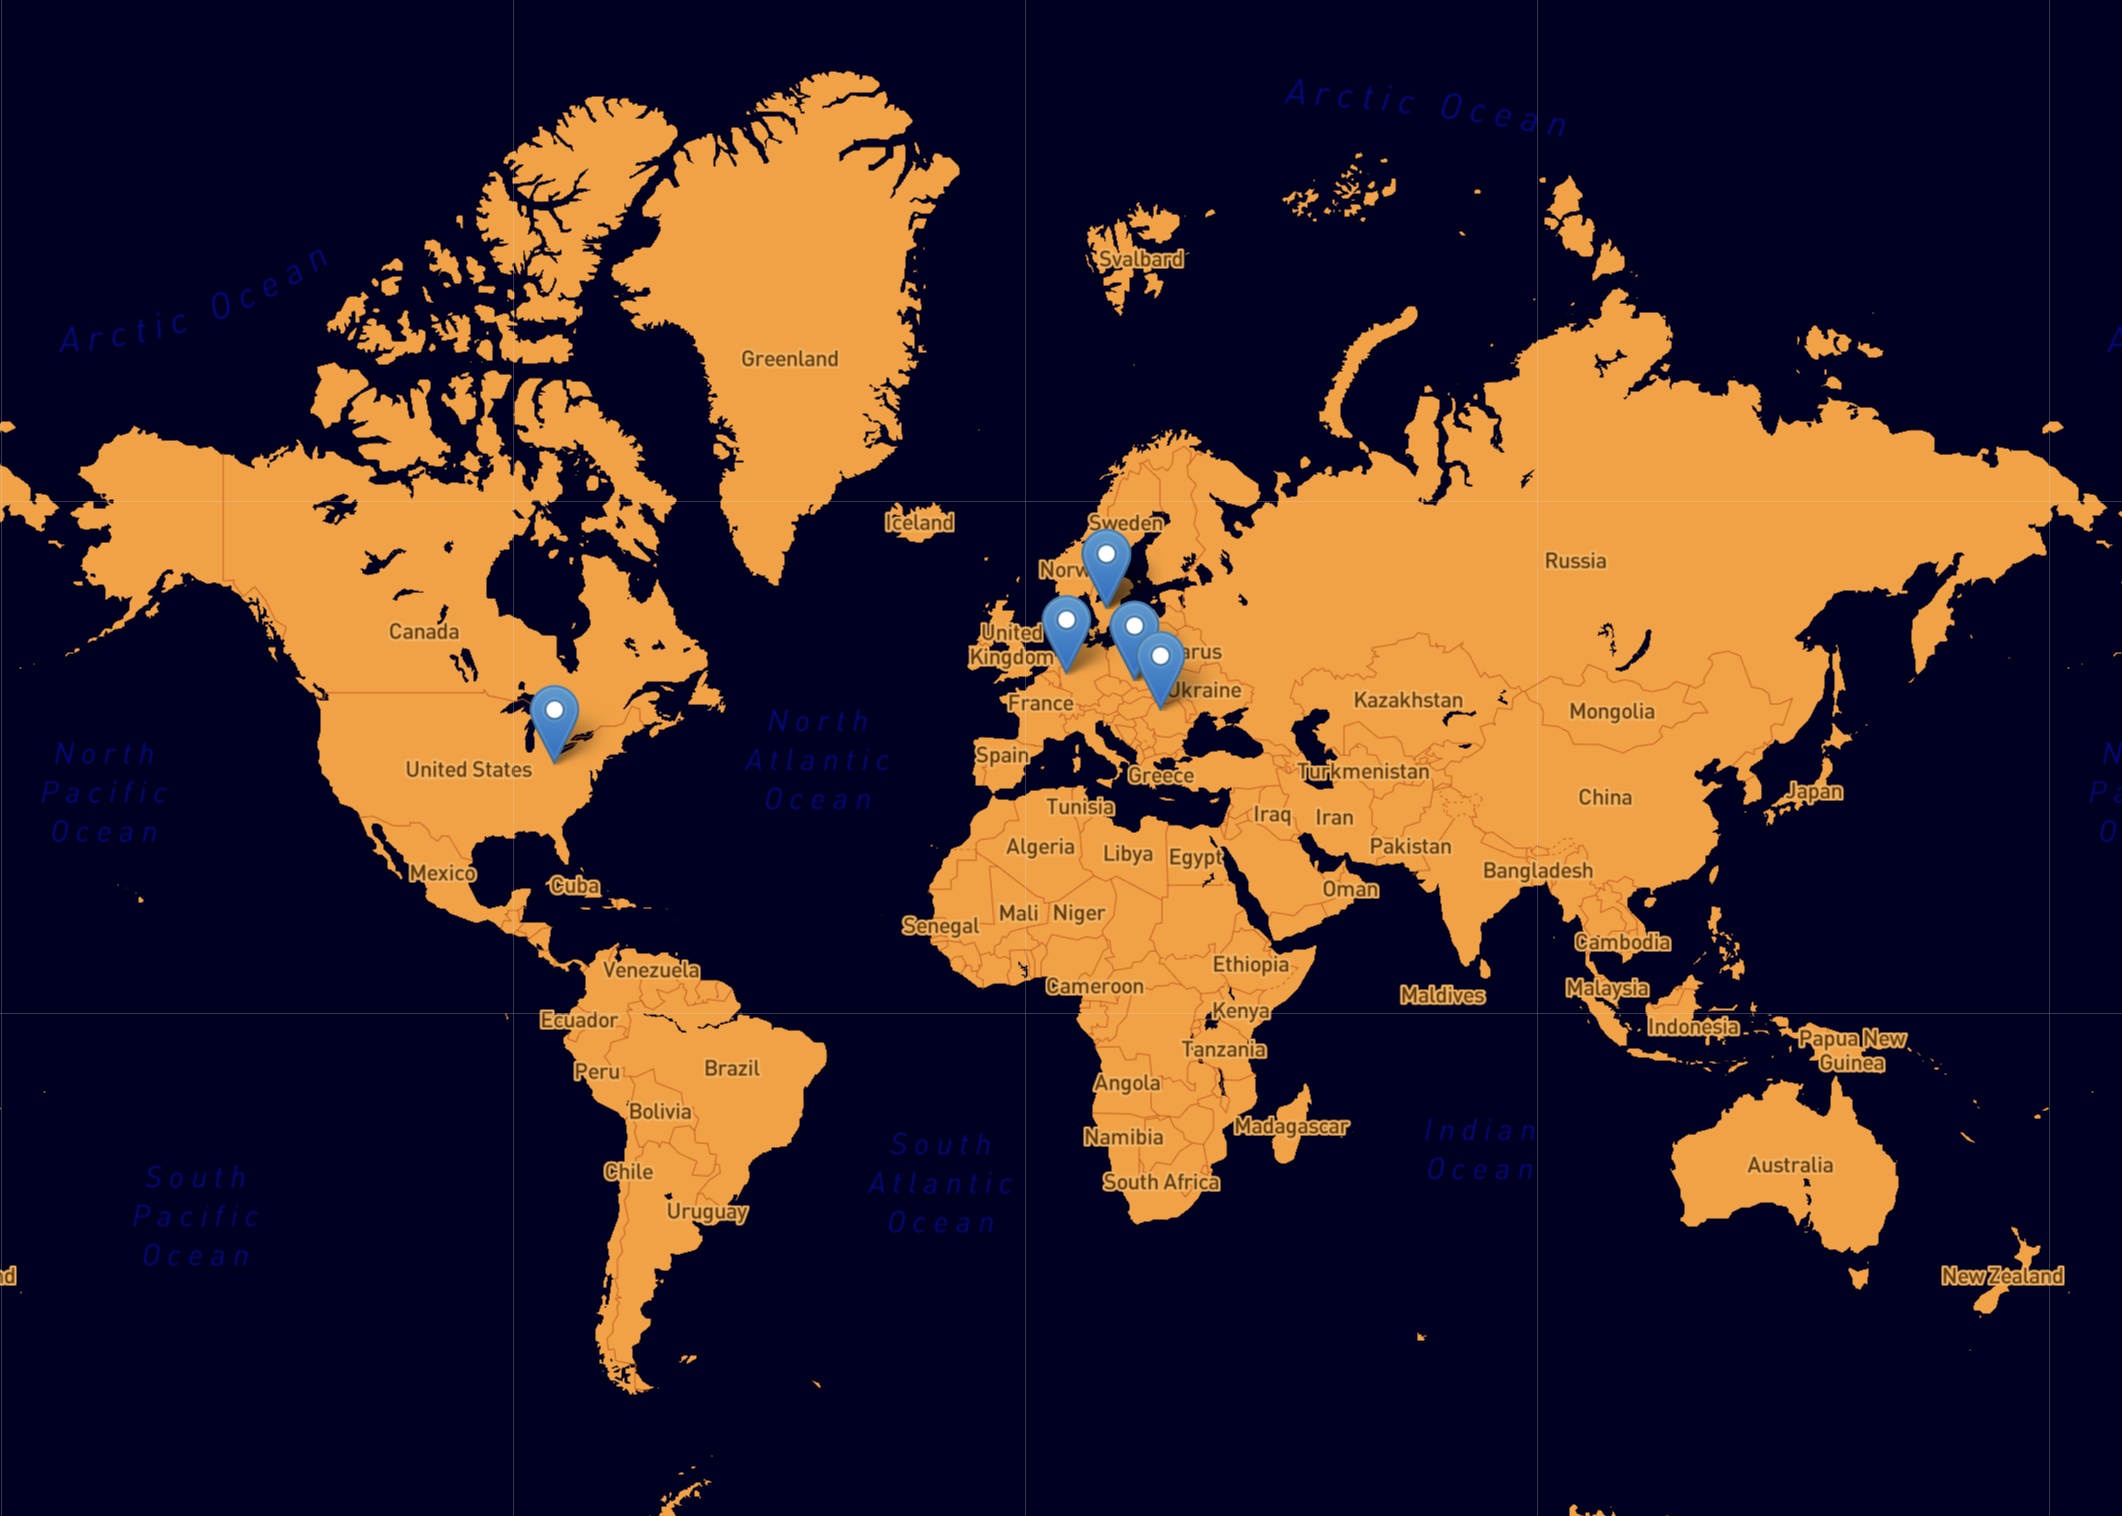 Arctic Ocean
Arctic Ocean
Svalbard
Greenland
Iceland
Sweden
Russia
Canada
United
Kingdom
Ukraine
France
Kazakhstan
Mongolia
North
Atlantic
Ocean
North
Pacific
Ocean
United States
Spain
Greece
Turkmenistan
China
Japan
Tunisia
Iraq
Iran
Algeria
Libya
Egypt
Pakistan
Bangladesh
Mexico
Cuba
Oman
Senegal
Mali
Niger
Cambodia
Venezuela
Ethiopia
Cameroon
Maldives
Malaysia
Ecuador
Kenya
Indonesia
Papua New
Guinea
Tanzania
Peru
Brazil
Angola
Bolivia
Namibia
Madagascar
South
Atlantic
Ocean
Indian
Ocean
Chile
South Africa
Australia
South
Pacific
Ocean
Uruguay
New Zealand